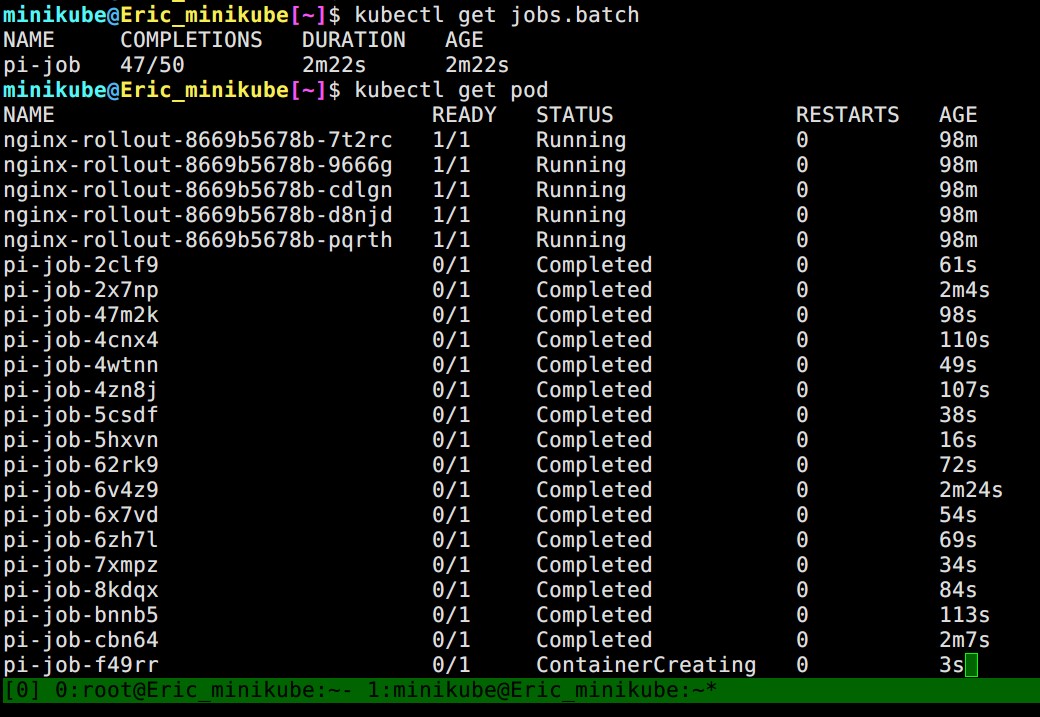 minikube@Eric_minikube[~]$ kubectl get jobs.batch
NAME     COMPLETIONS   DURATION   AGE
pi-job   47/50         2m22s      2m22s
minikube@Eric_minikube[~]$ kubectl get pod
NAME                             READY   STATUS              RESTARTS   AGE
nginx-rollout-8669b5678b-7t2rc   1/1     Running             0          98m
nginx-rollout-8669b5678b-9666g   1/1     Running             0          98m
nginx-rollout-8669b5678b-cdlgn   1/1     Running             0          98m
nginx-rollout-8669b5678b-d8njd   1/1     Running             0          98m
nginx-rollout-8669b5678b-pqrth   1/1     Running             0          98m
pi-job-2clf9                     0/1     Completed           0          61s
pi-job-2x7np                     0/1     Completed           0          2m4s
pi-job-47m2k                     0/1     Completed           0          98s
pi-job-4cnx4                     0/1     Completed           0          110s
pi-job-4wtnn                     0/1     Completed           0          49s
pi-job-4zn8j                     0/1     Completed           0          107s
pi-job-5csdf                     0/1     Completed           0          38s
pi-job-5hxvn                     0/1     Completed           0          16s
pi-job-62rk9                     0/1     Completed           0          72s
pi-job-6v4z9                     0/1     Completed           0          2m24s
pi-job-6x7vd                     0/1     Completed           0          54s
pi-job-6zh7l                     0/1     Completed           0          69s
pi-job-7xmpz                     0/1     Completed           0          34s
pi-job-8kdqx                     0/1     Completed           0          84s
pi-job-bnnb5                     0/1     Completed           0          113s
pi-job-cbn64                     0/1     Completed           0          2m7s
pi-job-f49rr                     0/1     ContainerCreating   0          3s
[0] 0:root@Eric_minikube:~- 1:minikube@Eric_minikube:~*